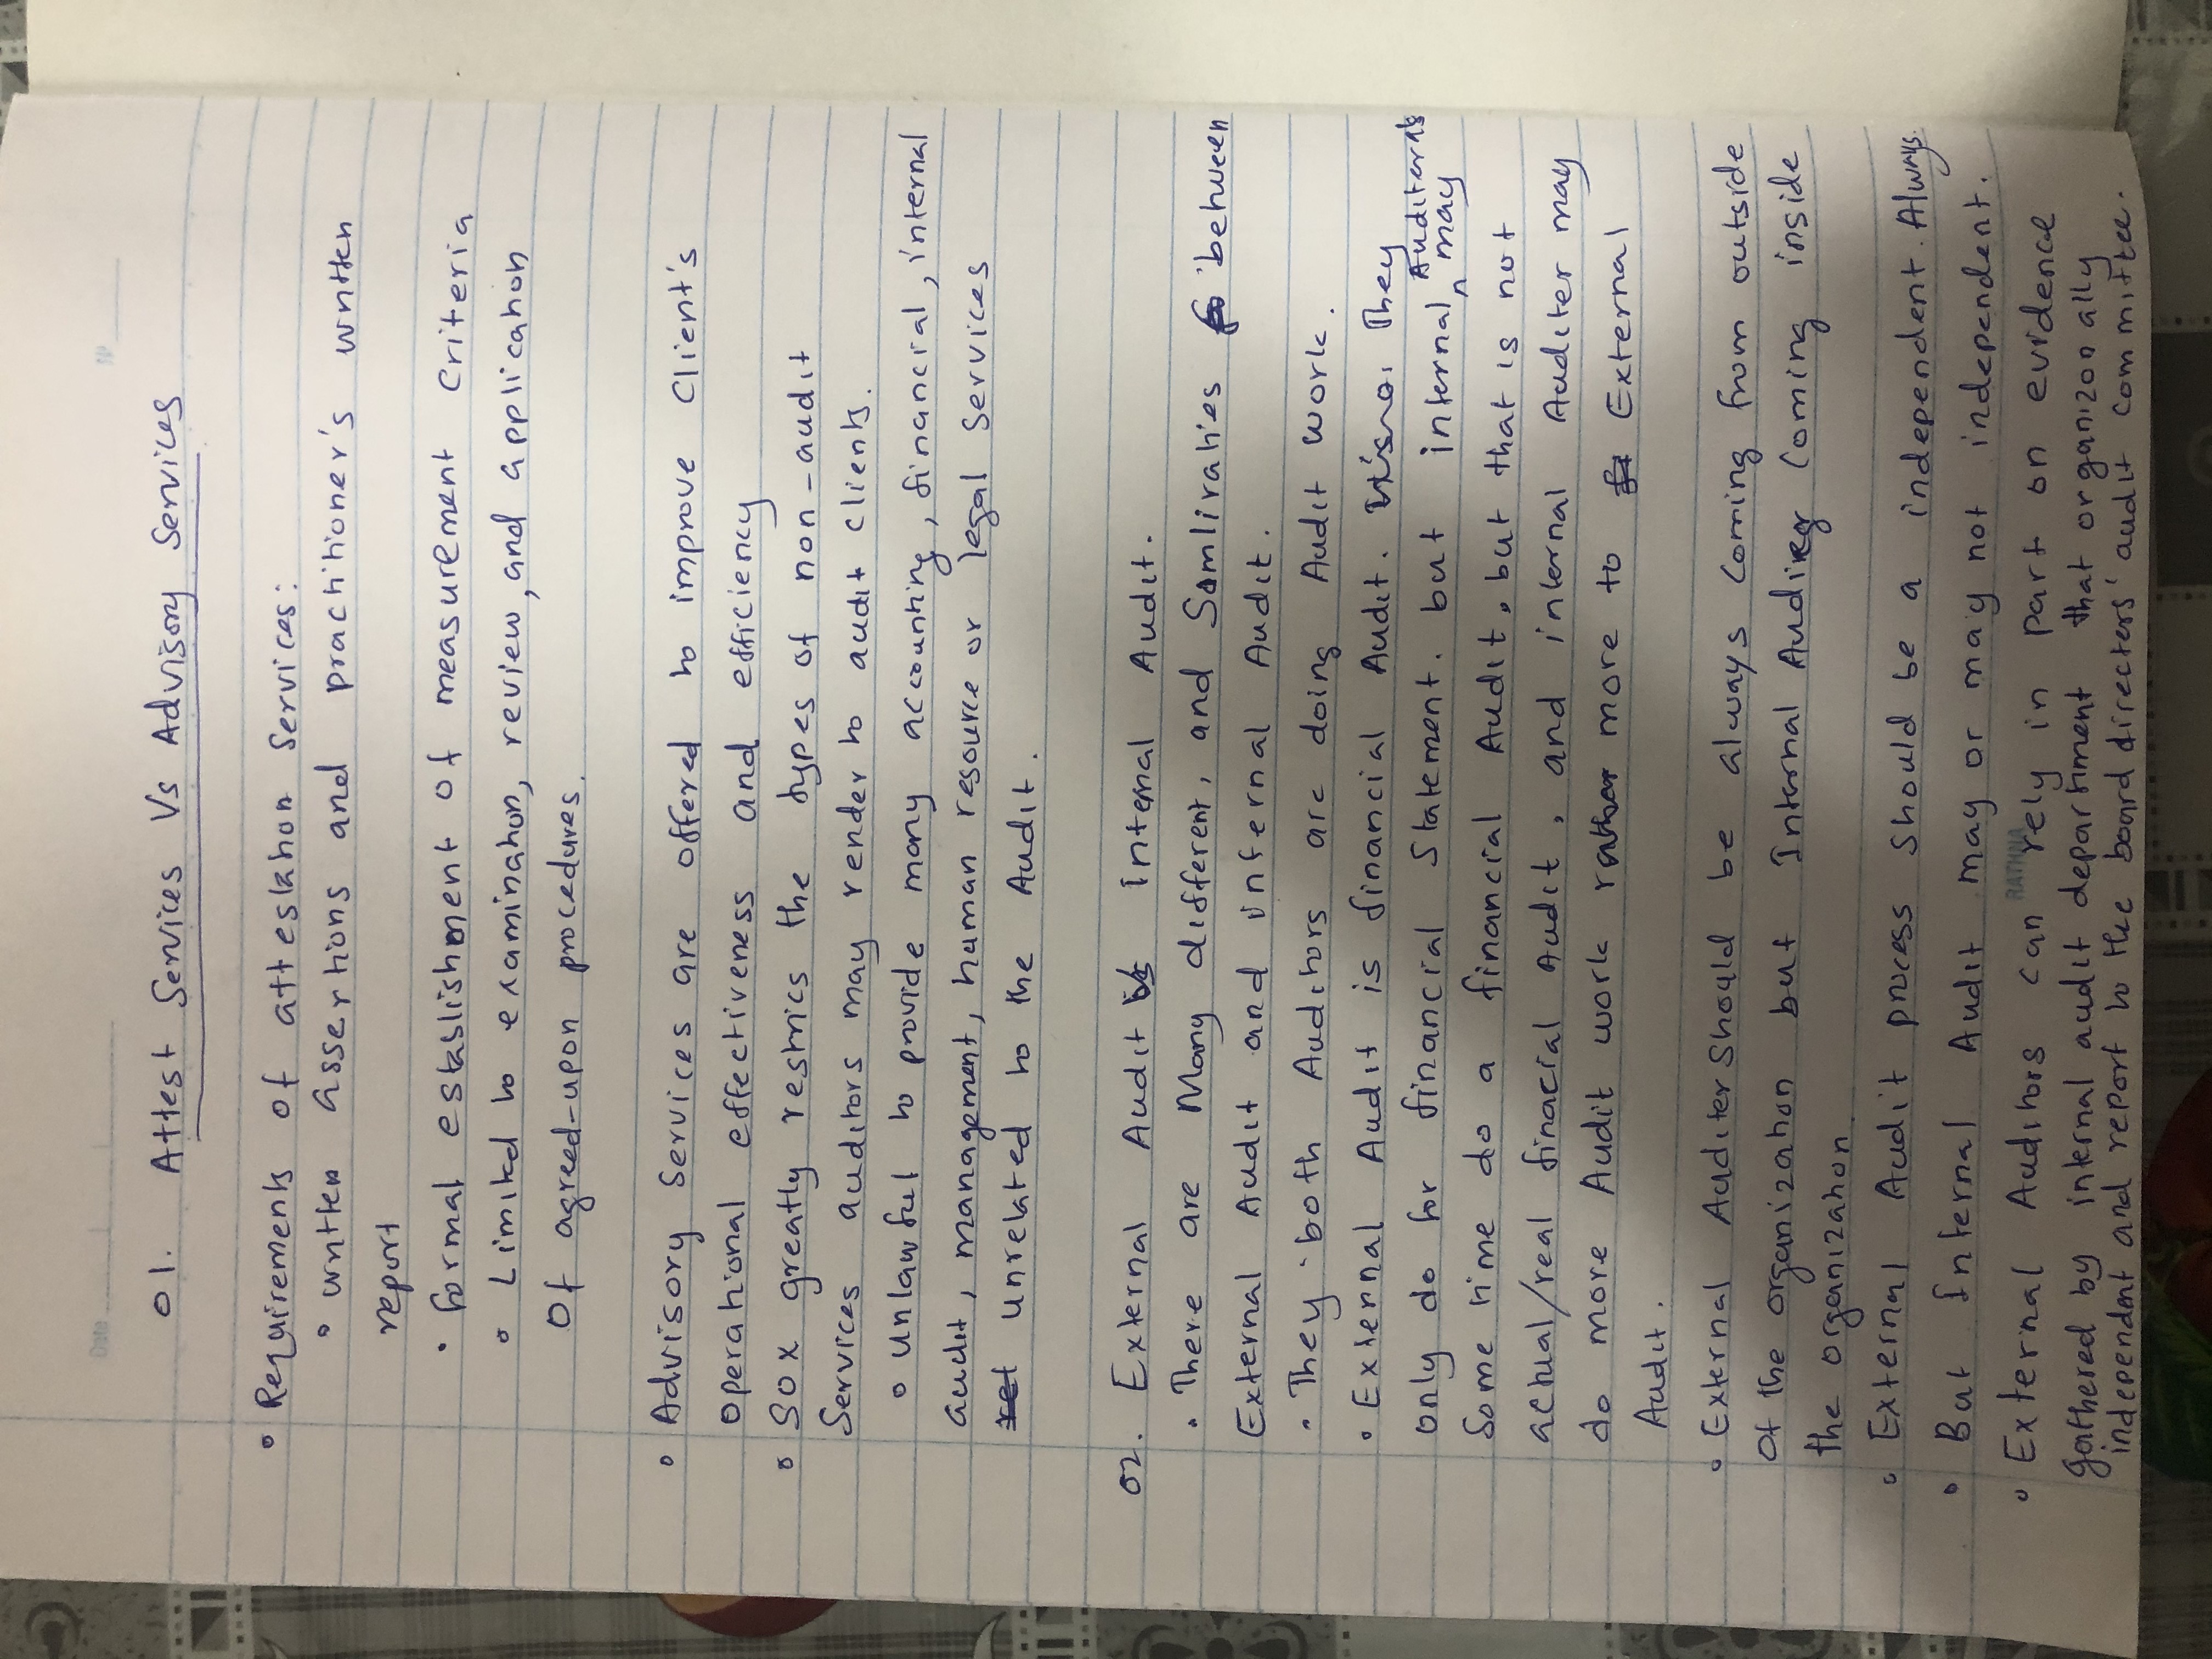 Date
No
01. Attest Services Vs Advisory Services
• Requirements of attestation Services:
• written assertions and practitioner's written
report
• formal establishment of measurement criteria
• Limited to examination, review, and application
Of agreed-upon procedures.
• Advisory Services are offered to improve Client's
operational effectiveness and efficiency
• SOX greatly restrics the types of non-audit
Services auditors may render to audit clients.
• Unlawful to provide many accounting, financial, internal
audit, management, human resource or legal Services
unrelated to the Audit.
02. External Audit Vs Internal Audit.
• There are Many different, and Samliraties between
External Audit and internal Audit.
• They both Auditors are doing Audit work.
• External Audit is financial Audit. They
only do for financial Statement. but internal Auditers may
Some time do a financial Audit. but that is not
actual/real finacial Audit, and internal Auditer may
do more Audit work rather more to External
Audit.
• External Auditer should be always coming from outside
Of the organization but Internal Auditer coming inside
the organization.
• External Audit process should be a independent. Always.
• But Internal Audit may or may not independent.
RATHNA
• External Auditors can rely in part on evidence
gathered by internal audit department that organizonally
independent and report to the board directers' audit committee.